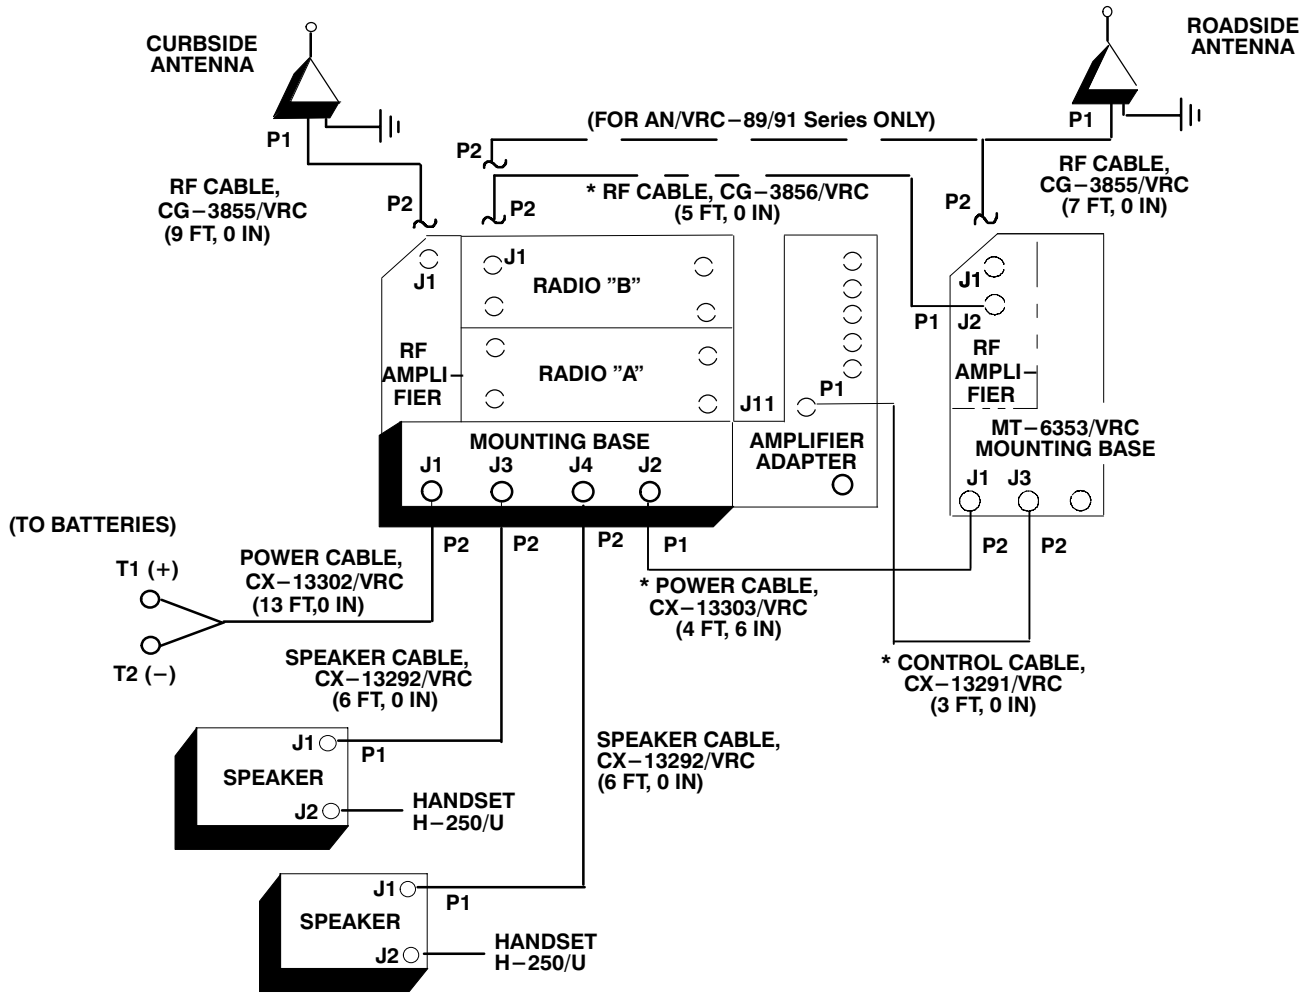 CURBSIDE
ANTENNA
ROADSIDE
ANTENNA
P1
(FOR AN/VRC-89/91 Series ONLY)
P1
P2
RF CABLE,
CG-3855/VRC
(9 FT, 0 IN)
P2
P2
* RF CABLE, CG-3856/VRC
(5 FT, 0 IN)
P2
RF CABLE,
CG-3855/VRC
(7 FT, 0 IN)
J1
J1
RADIO "B"
RF
AMPLI-
FIER
RADIO "A"
J11
P1
AMPLIFIER
ADAPTER
J1
P1
J2
RF
AMPLI-
FIER
MT-6353/VRC
MOUNTING BASE
J1
J3
MOUNTING BASE
J1
J3
J4
J2
P2
P2
P2
P1
P2
P2
(TO BATTERIES)
T1 (+)
T2 (-)
POWER CABLE,
CX-13302/VRC
(13 FT,0 IN)
* POWER CABLE,
CX-13303/VRC
(4 FT, 6 IN)
* CONTROL CABLE,
CX-13291/VRC
(3 FT, 0 IN)
SPEAKER CABLE,
CX-13292/VRC
(6 FT, 0 IN)
SPEAKER CABLE,
CX-13292/VRC
(6 FT, 0 IN)
J1
P1
SPEAKER
J2
HANDSET
H-250/U
J1
P1
SPEAKER
J2
HANDSET
H-250/U